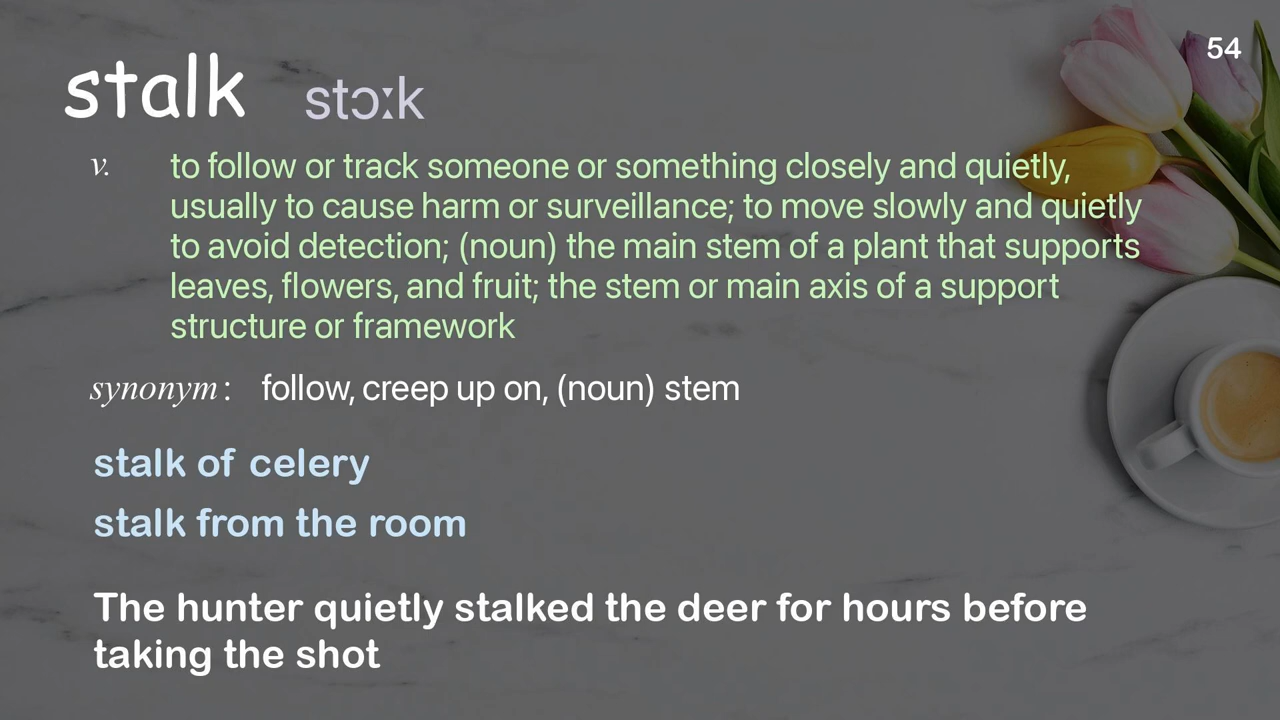 54
stalk stɔːk
v. to follow or track someone or something closely and quietly,
usually to cause harm or surveillance; to move slowly and quietly
to avoid detection; (noun) the main stem of a plant that supports
leaves, flowers, and fruit; the stem or main axis of a support
structure or framework
synonym : follow, creep up on, (noun) stem
stalk of celery
stalk from the room
The hunter quietly stalked the deer for hours before
taking the shot